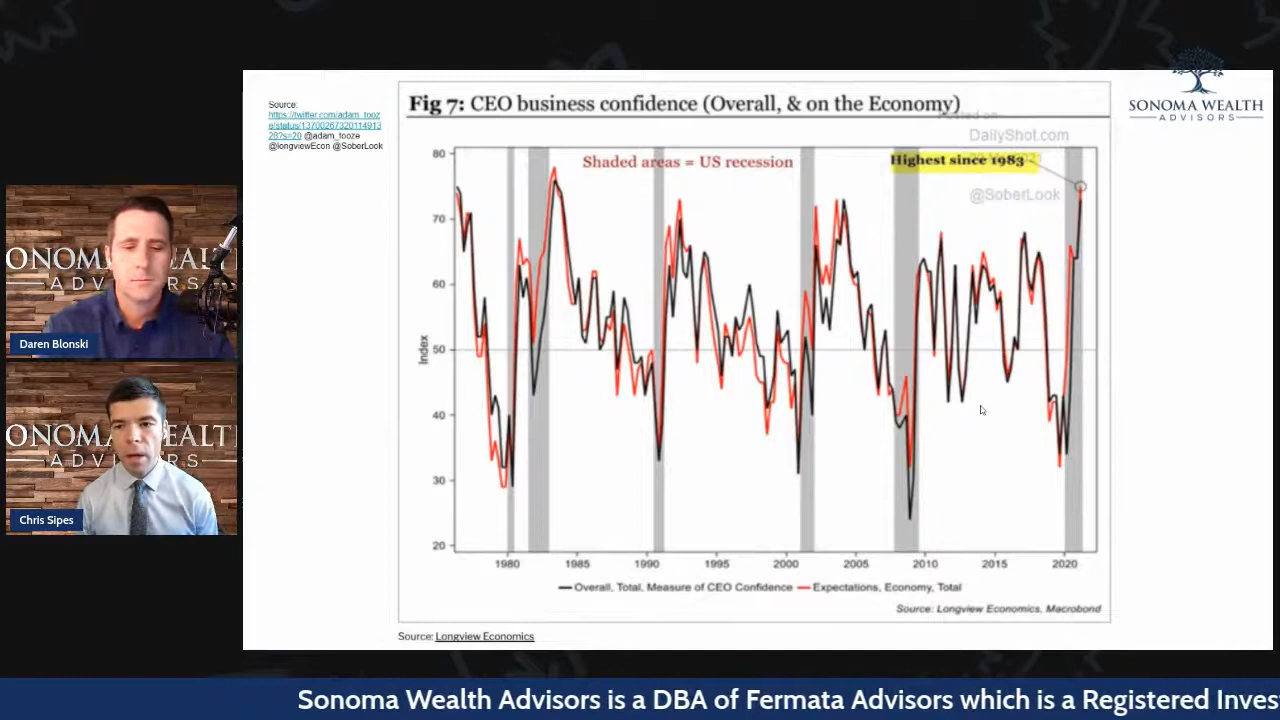 Source:
https://twitter.com/adam_tooz
e/status/13700267320114913
28?s=20 @adam_tooze
@longviewEcon @SoberLook
Fig 7: CEO business confidence (Overall, & on the Economy)
DailyShot.com
Shaded areas = US recession
Highest since 1983
@SoberLook
80
70
60
50
40
30
20
Index
1980
1985
1990
1995
2000
2005
2010
2015
2020
Overall, Total, Measure of CEO Confidence
Expectations, Economy, Total
Source: Longview Economics, Macrobond
Source: Longview Economics
SONOMA WEALTH
ADVISORS
Daren Blonski
Chris Sipes
Sonoma Wealth Advisors is a DBA of Fermata Advisors which is a Registered Inves